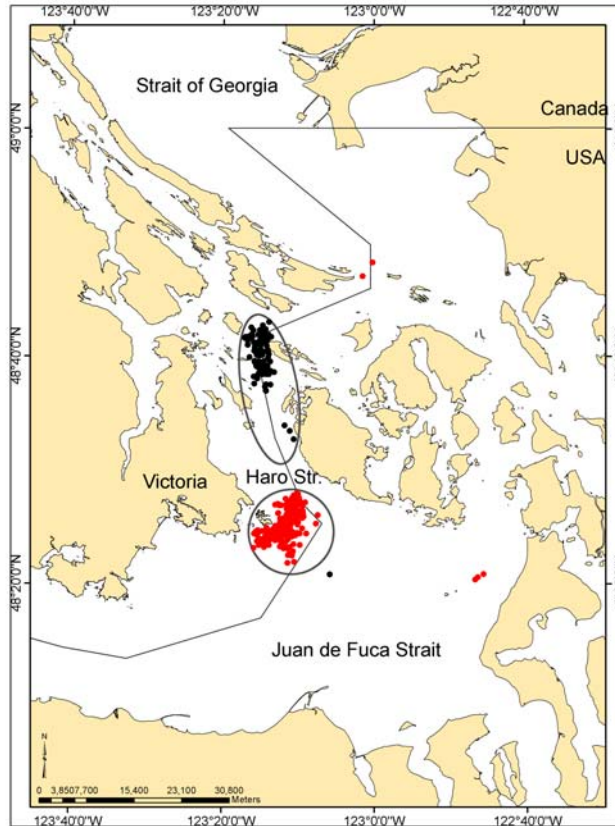 123°40'0"W 123°20'0"W 123°0'0"W 122°40'0"W
Strait of Georgia
Canada
49°0'0"N
USA
48°40'0"N
Victoria
Haro Str.
48°20'0"N
Juan de Fuca Strait
N
0 3,850 7,700 15,400 23,100 30,800
Meters
123°40'0"W 123°20'0"W 123°0'0"W 122°40'0"W